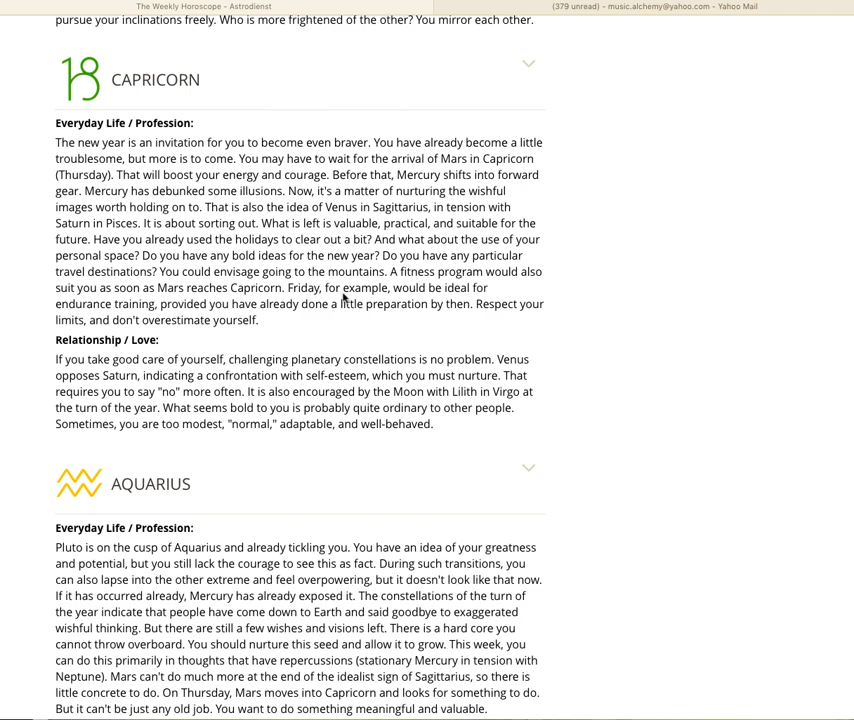 The Weekly Horoscope - Astrodienst
(379 unread) - music.alchemy@yahoo.com - Yahoo Mail
pursue your inclinations freely. Who is more frightened of the other? You mirror each other.
CAPRICORN
Everyday Life / Profession:
The new year is an invitation for you to become even braver. You have already become a little
troublesome, but more is to come. You may have to wait for the arrival of Mars in Capricorn
(Thursday). That will boost your energy and courage. Before that, Mercury shifts into forward
gear. Mercury has debunked some illusions. Now, it's a matter of nurturing the wishful
images worth holding on to. That is also the idea of Venus in Sagittarius, in tension with
Saturn in Pisces. It is about sorting out. What is left is valuable, practical, and suitable for the
future. Have you already used the holidays to clear out a bit? And what about the use of your
personal space? Do you have any bold ideas for the new year? Do you have any particular
travel destinations? You could envisage going to the mountains. A fitness program would also
suit you as soon as Mars reaches Capricorn. Friday, for example, would be ideal for
endurance training, provided you have already done a little preparation by then. Respect your
limits, and don't overestimate yourself.
Relationship / Love:
If you take good care of yourself, challenging planetary constellations is no problem. Venus
opposes Saturn, indicating a confrontation with self-esteem, which you must nurture. That
requires you to say "no" more often. It is also encouraged by the Moon with Lilith in Virgo at
the turn of the year. What seems bold to you is probably quite ordinary to other people.
Sometimes, you are too modest, "normal," adaptable, and well-behaved.
AQUARIUS
Everyday Life / Profession:
Pluto is on the cusp of Aquarius and already tickling you. You have an idea of your greatness
and potential, but you still lack the courage to see this as fact. During such transitions, you
can also lapse into the other extreme and feel overpowering, but it doesn't look like that now.
If it has occurred already, Mercury has already exposed it. The constellations of the turn of
the year indicate that people have come down to Earth and said goodbye to exaggerated
wishful thinking. But there are still a few wishes and visions left. There is a hard core you
cannot throw overboard. You should nurture this seed and allow it to grow. This week, you
can do this primarily in thoughts that have repercussions (stationary Mercury in tension with
Neptune). Mars can't do much more at the end of the idealist sign of Sagittarius, so there is
little concrete to do. On Thursday, Mars moves into Capricorn and looks for something to do.
But it can't be just any old job. You want to do something meaningful and valuable.